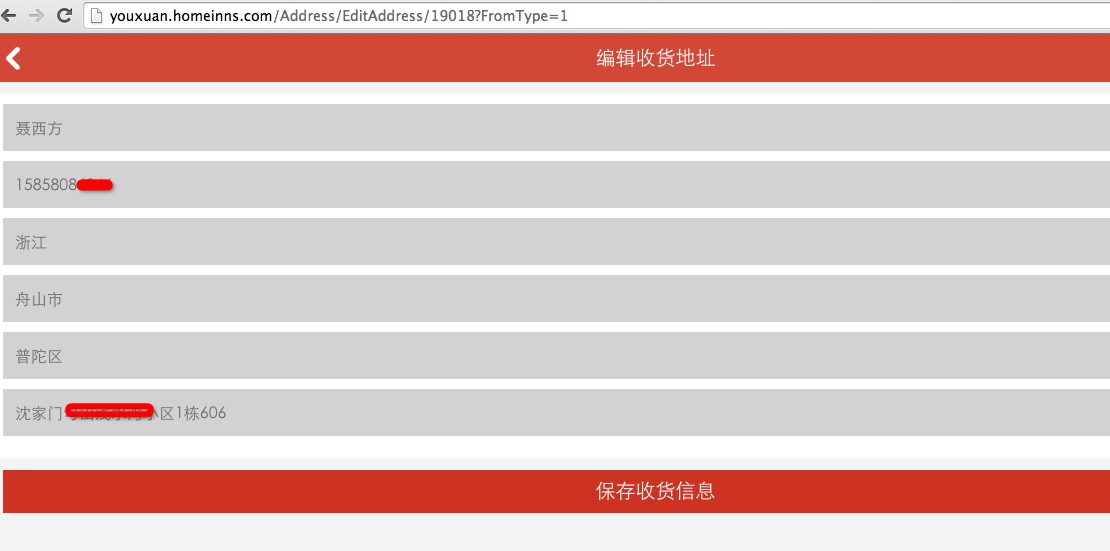 youxuan.homeinns.com/Address/EditAddress/19018?FromType=1
编辑收货地址
聂西方
1585808
浙江
舟山市
普陀区
沈家门 小区1栋606
保存收货信息